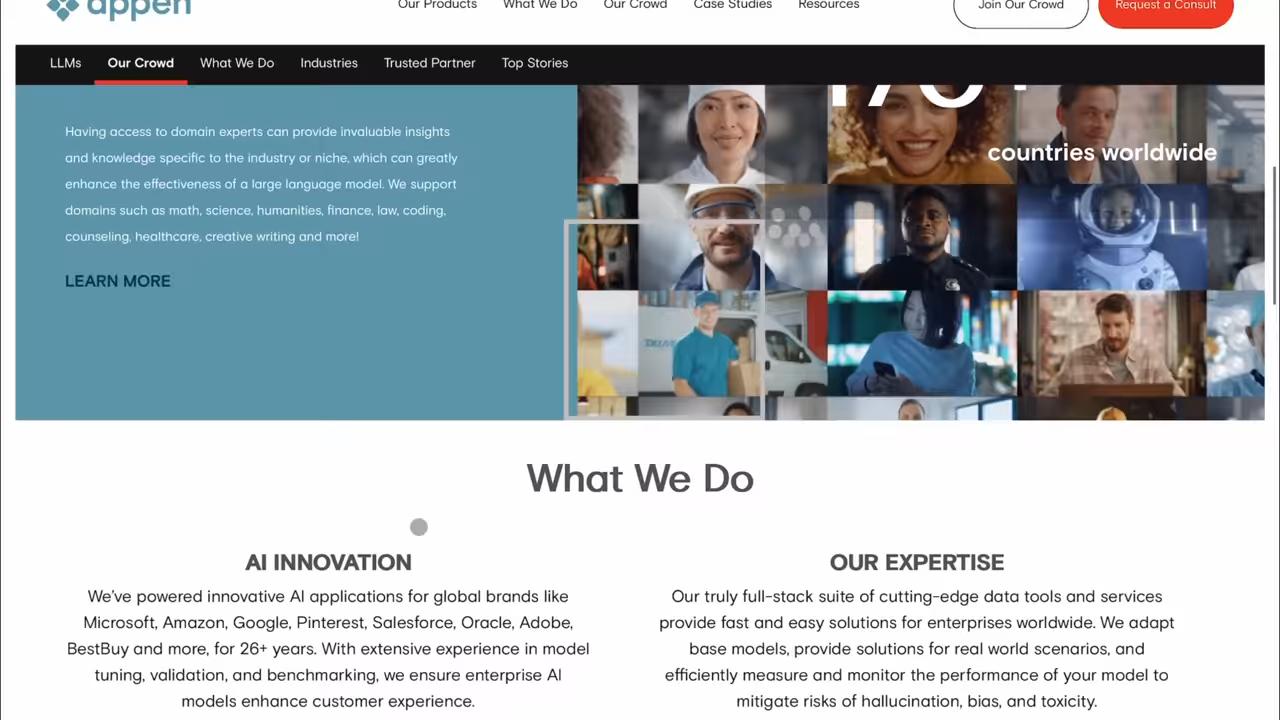 appen
Our Products
What We Do
Our Crowd
Case Studies
Resources
Join Our Crowd
Request a Consult
LLMs
Our Crowd
What We Do
Industries
Trusted Partner
Top Stories
Having access to domain experts can provide invaluable insights
and knowledge specific to the industry or niche, which can greatly
enhance the effectiveness of a large language model. We support
domains such as math, science, humanities, finance, law, coding,
counseling, healthcare, creative writing and more!
LEARN MORE
170+
countries worldwide
What We Do
AI INNOVATION
We've powered innovative AI applications for global brands like
Microsoft, Amazon, Google, Pinterest, Salesforce, Oracle, Adobe,
BestBuy and more, for 26+ years. With extensive experience in model
tuning, validation, and benchmarking, we ensure enterprise AI
models enhance customer experience.
OUR EXPERTISE
Our truly full-stack suite of cutting-edge data tools and services
provide fast and easy solutions for enterprises worldwide. We adapt
base models, provide solutions for real world scenarios, and
efficiently measure and monitor the performance of your model to
mitigate risks of hallucination, bias, and toxicity.